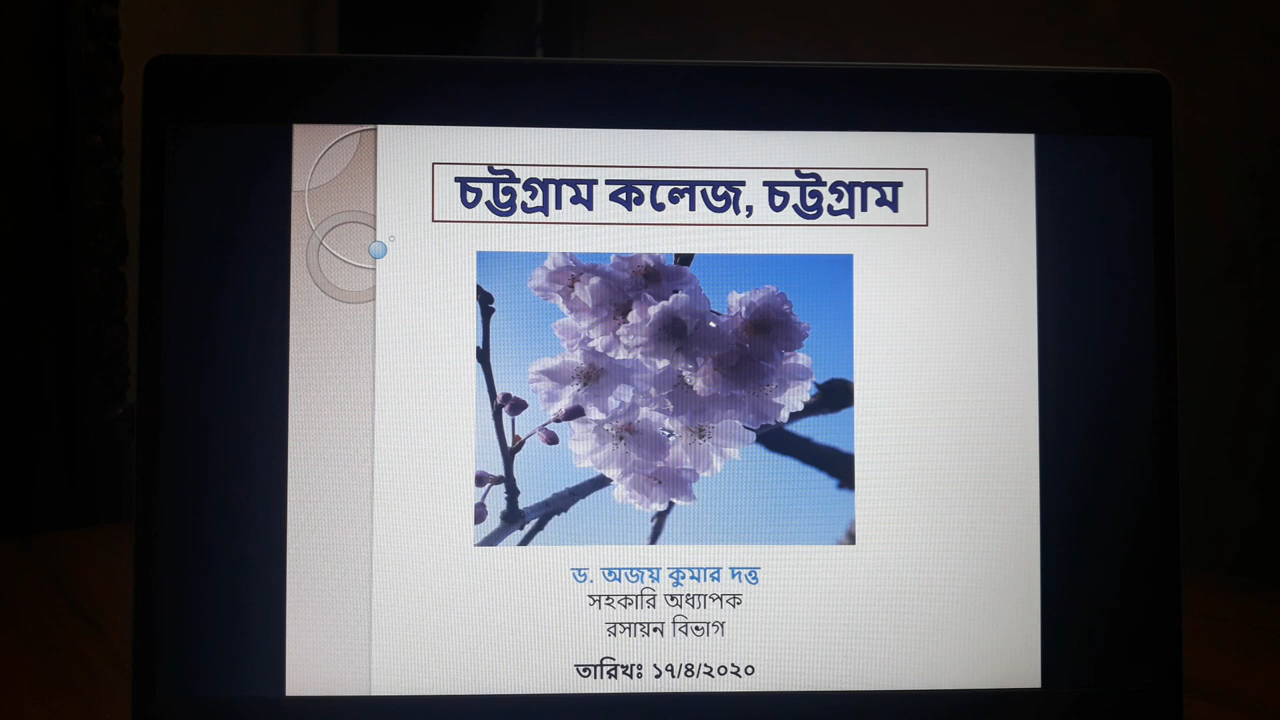 চট্টগ্রাম কলেজ, চট্টগ্রাম
ড. অজয় কুমার দত্ত
সহকারি অধ্যাপক
রসায়ন বিভাগ
তারিখঃ ১৭/৪/২০২০